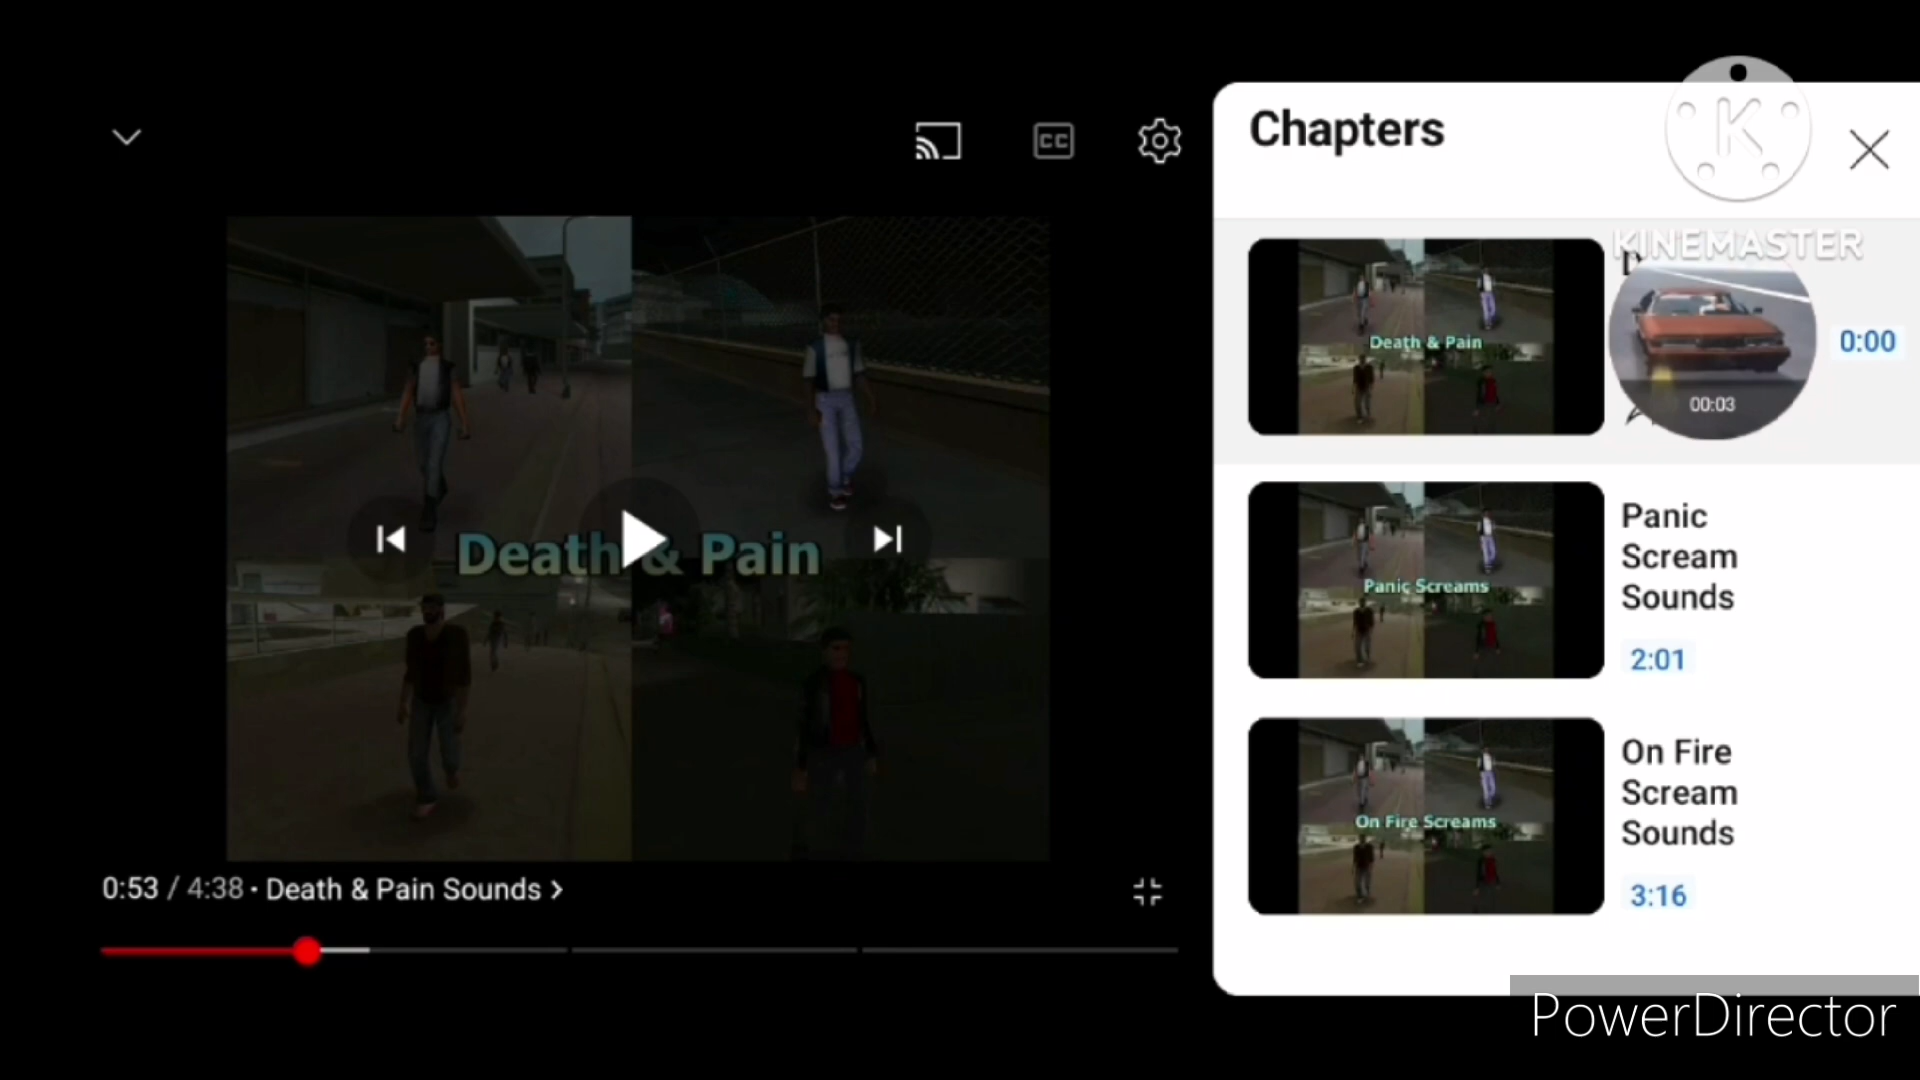 Chapters
CC
K
KINEMASTER
Death & Pain
0:00
00:03
Death & Pain
Panic Screams
Panic
Scream
Sounds
2:01
On Fire Screams
On Fire
Scream
Sounds
3:16
0:53 / 4:38 · Death & Pain Sounds >
PowerDirector